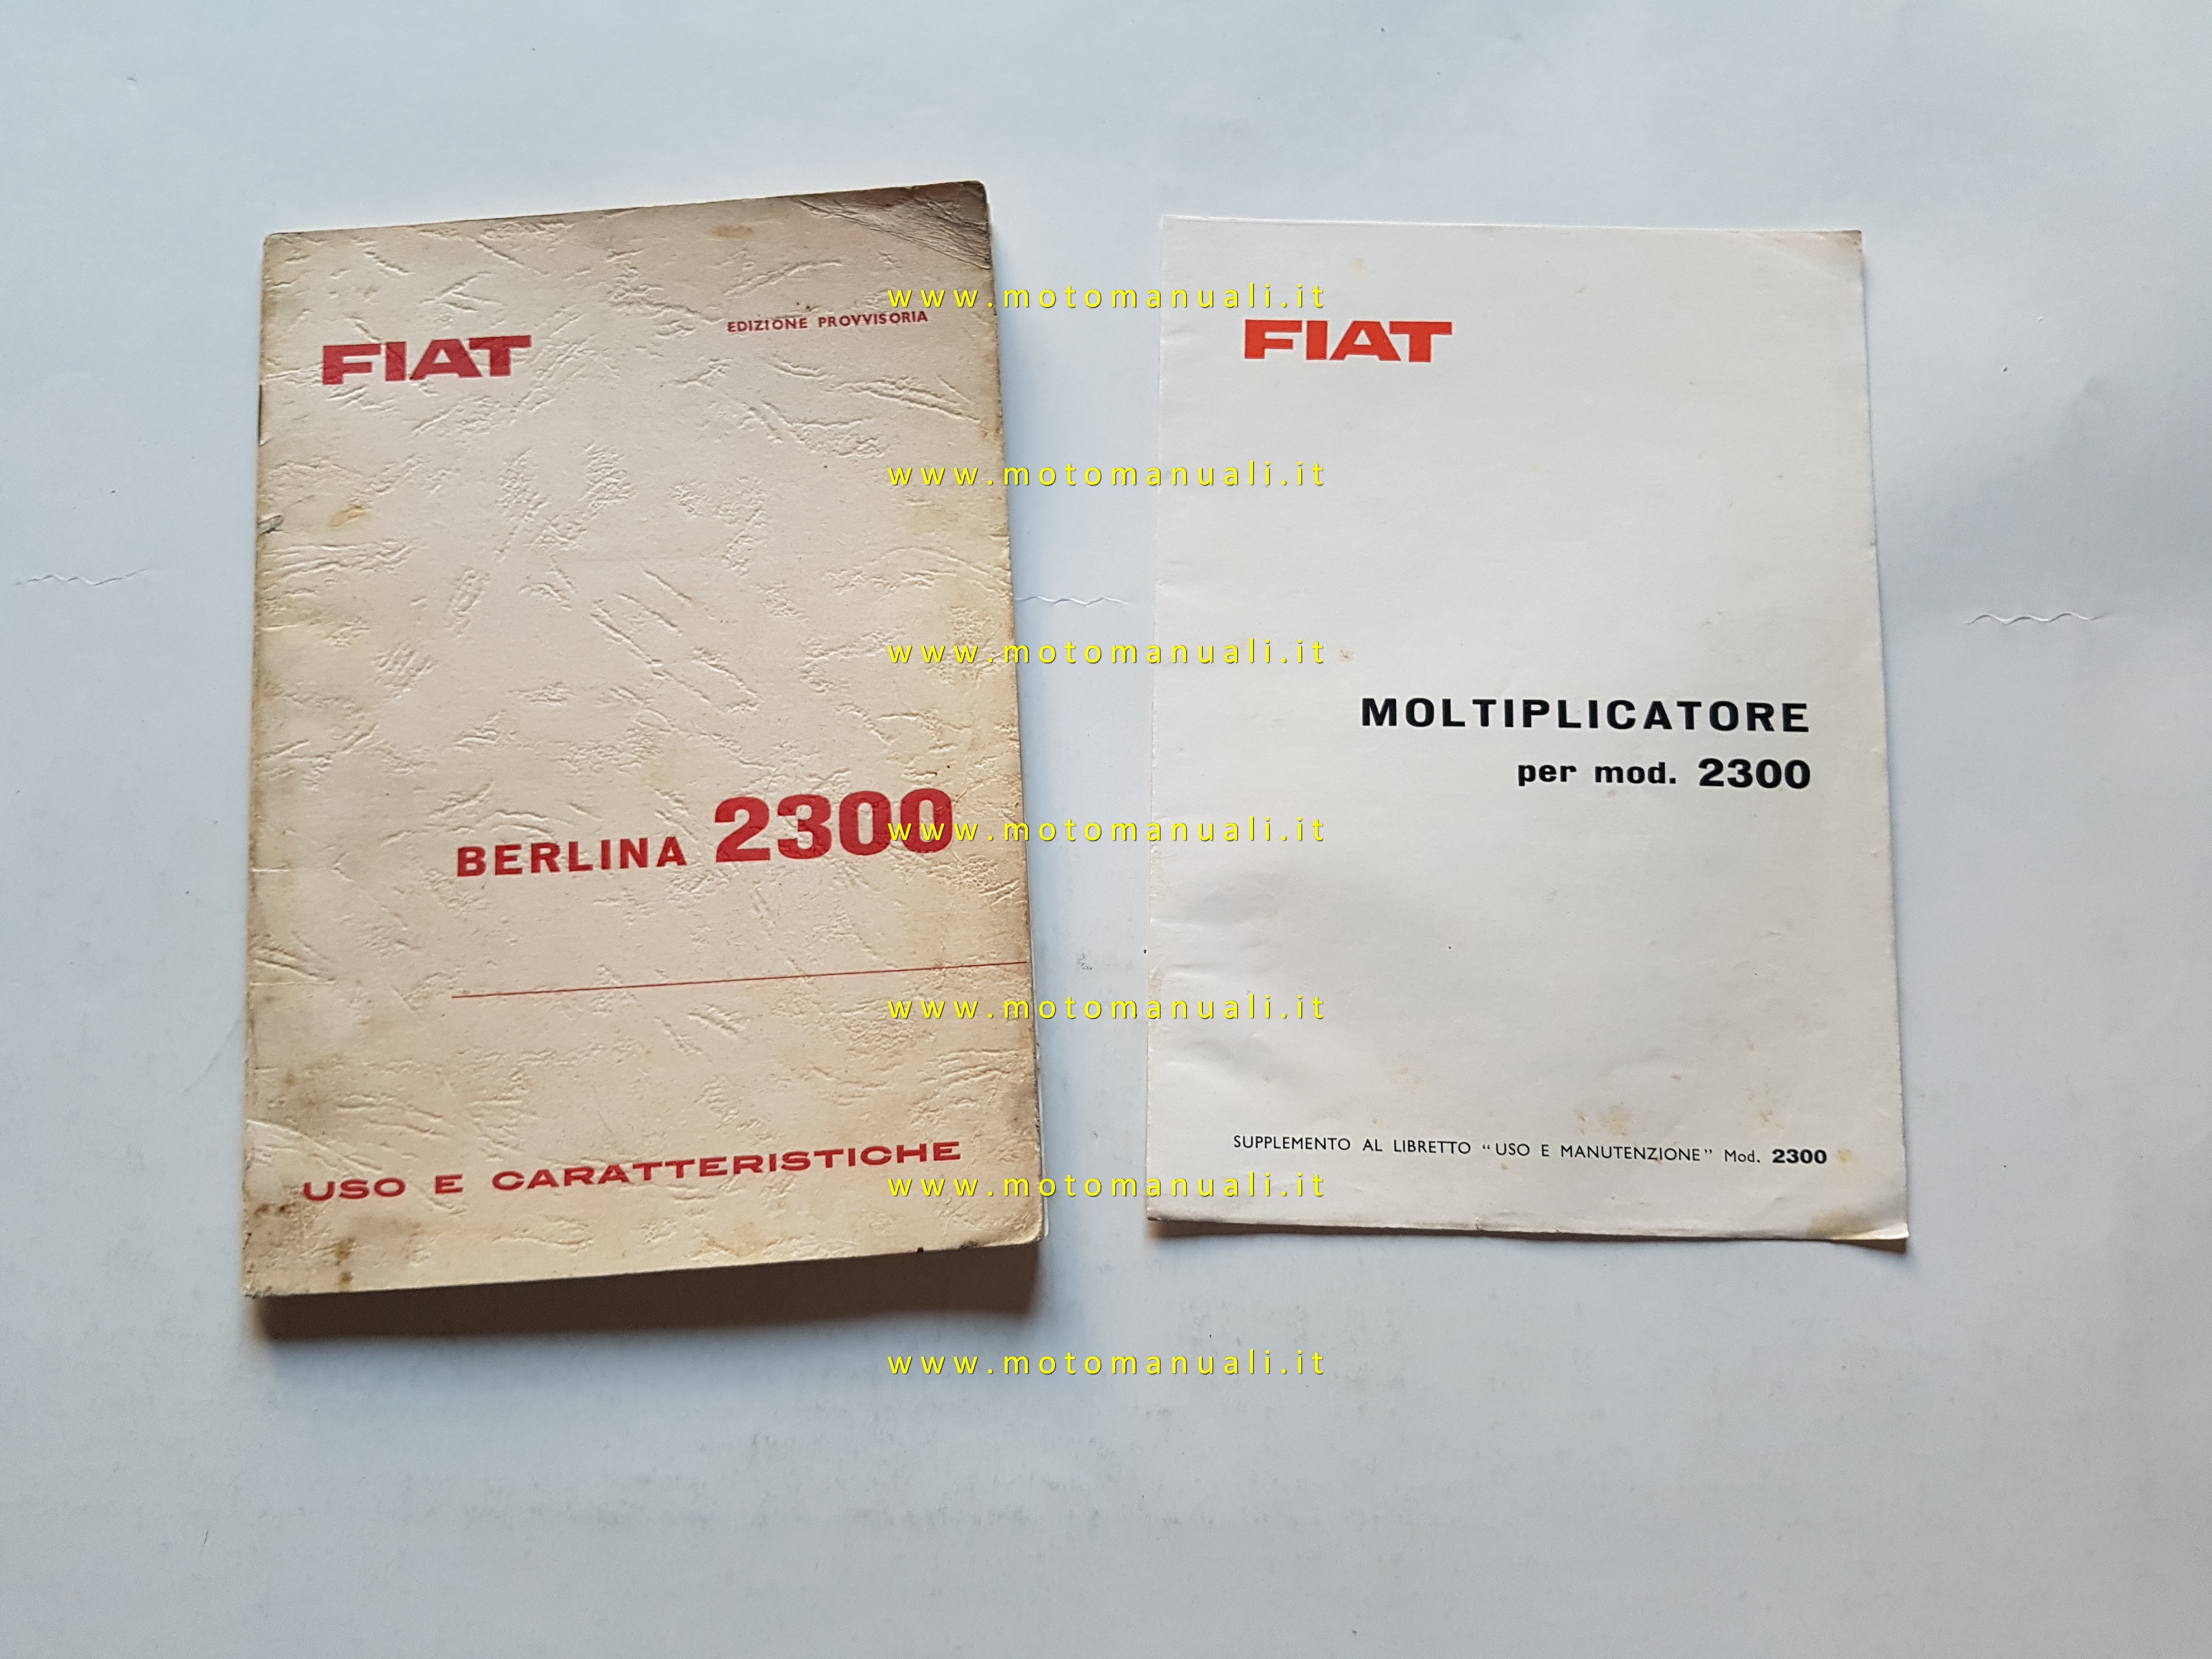 FIAT
EDIZIONE PROVVISORIA
BERLINA 2300
USO E CARATTERISTICHE
FIAT
MOLTIPLICATORE
per mod. 2300
SUPPLEMENTO AL LIBRETTO “USO E MANUTENZIONE” Mod. 2300
www.motomanuali.it
www.motomanuali.it
www.motomanuali.it
www.motomanuali.it
www.motomanuali.it
www.motomanuali.it
www.motomanuali.it